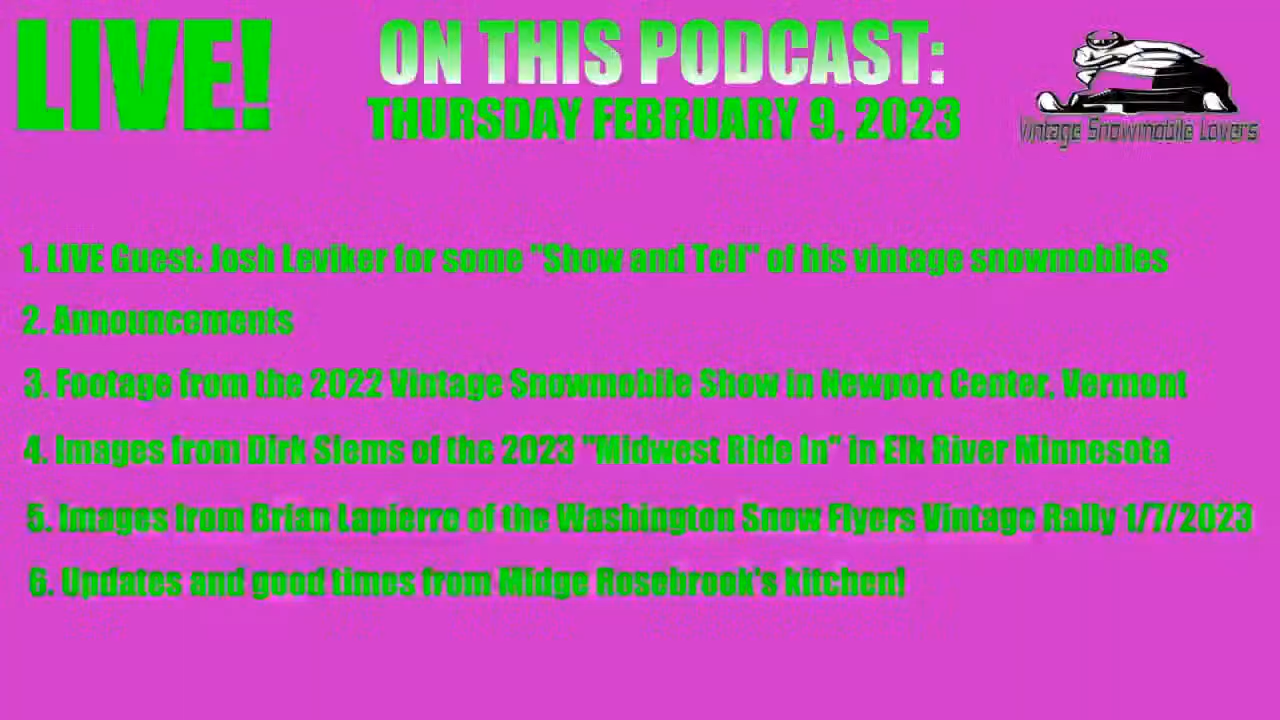 LIVE!
ON THIS PODCAST:
THURSDAY FEBRUARY 9, 2023
Vintage Snowmobile Lovers
1. LIVE Guest: Josh Leviker for some "Show and Tell" of his vintage snowmobiles
2. Announcements
3. Footage from the 2022 Vintage Snowmobile Show in Newport Center, Vermont
4. Images from Dirk Siems of the 2023 "Midwest Ride In" in Elk River Minnesota
5. Images from Brian Lapierre of the Washington Snow Flyers Vintage Rally 1/7/2023
6. Updates and good times from Midge Rosebrook's kitchen!